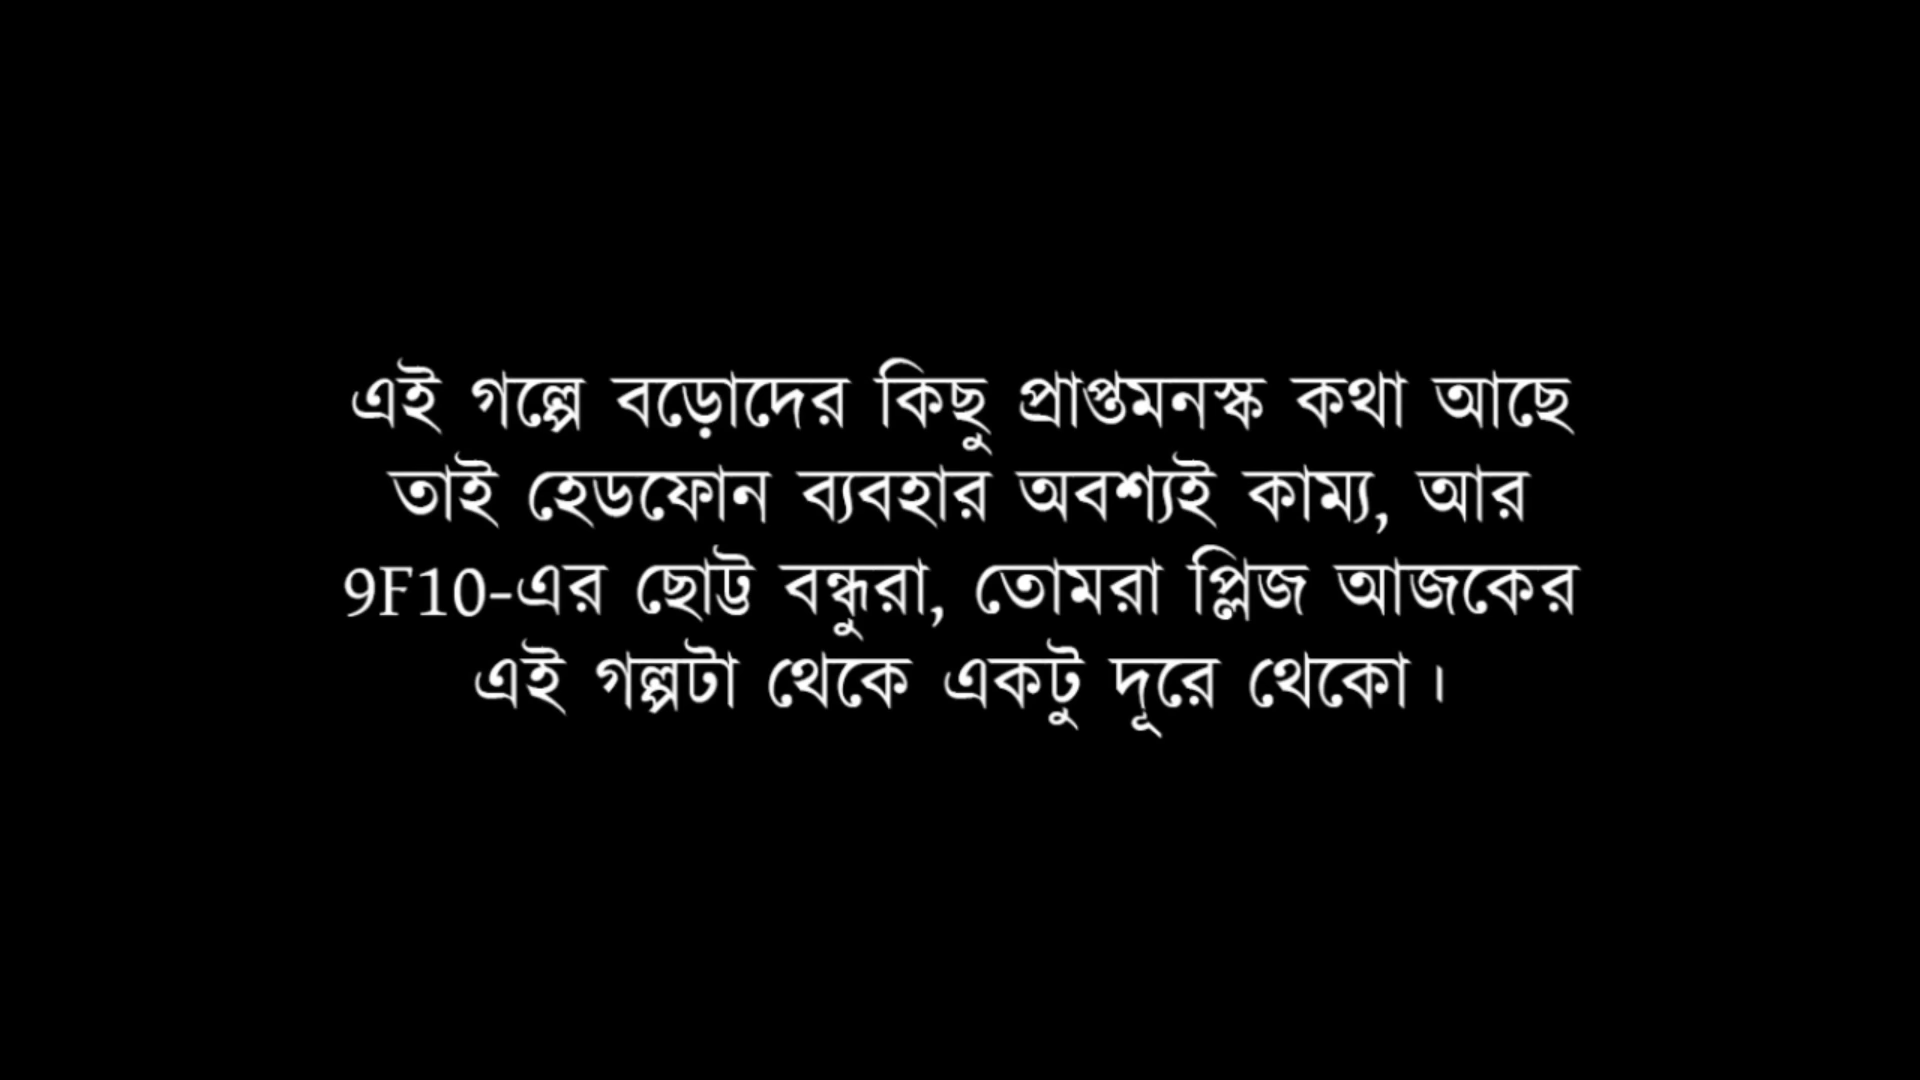 এই গল্পে বড়োদের কিছু প্রাপ্তমনস্ক কথা আছে
তাই হেডফোন ব্যবহার অবশ্যই কাম্য, আর
9F10-এর ছোট্ট বন্ধুরা, তোমরা প্লিজ আজকের
এই গল্পটা থেকে একটু দূরে থেকো।